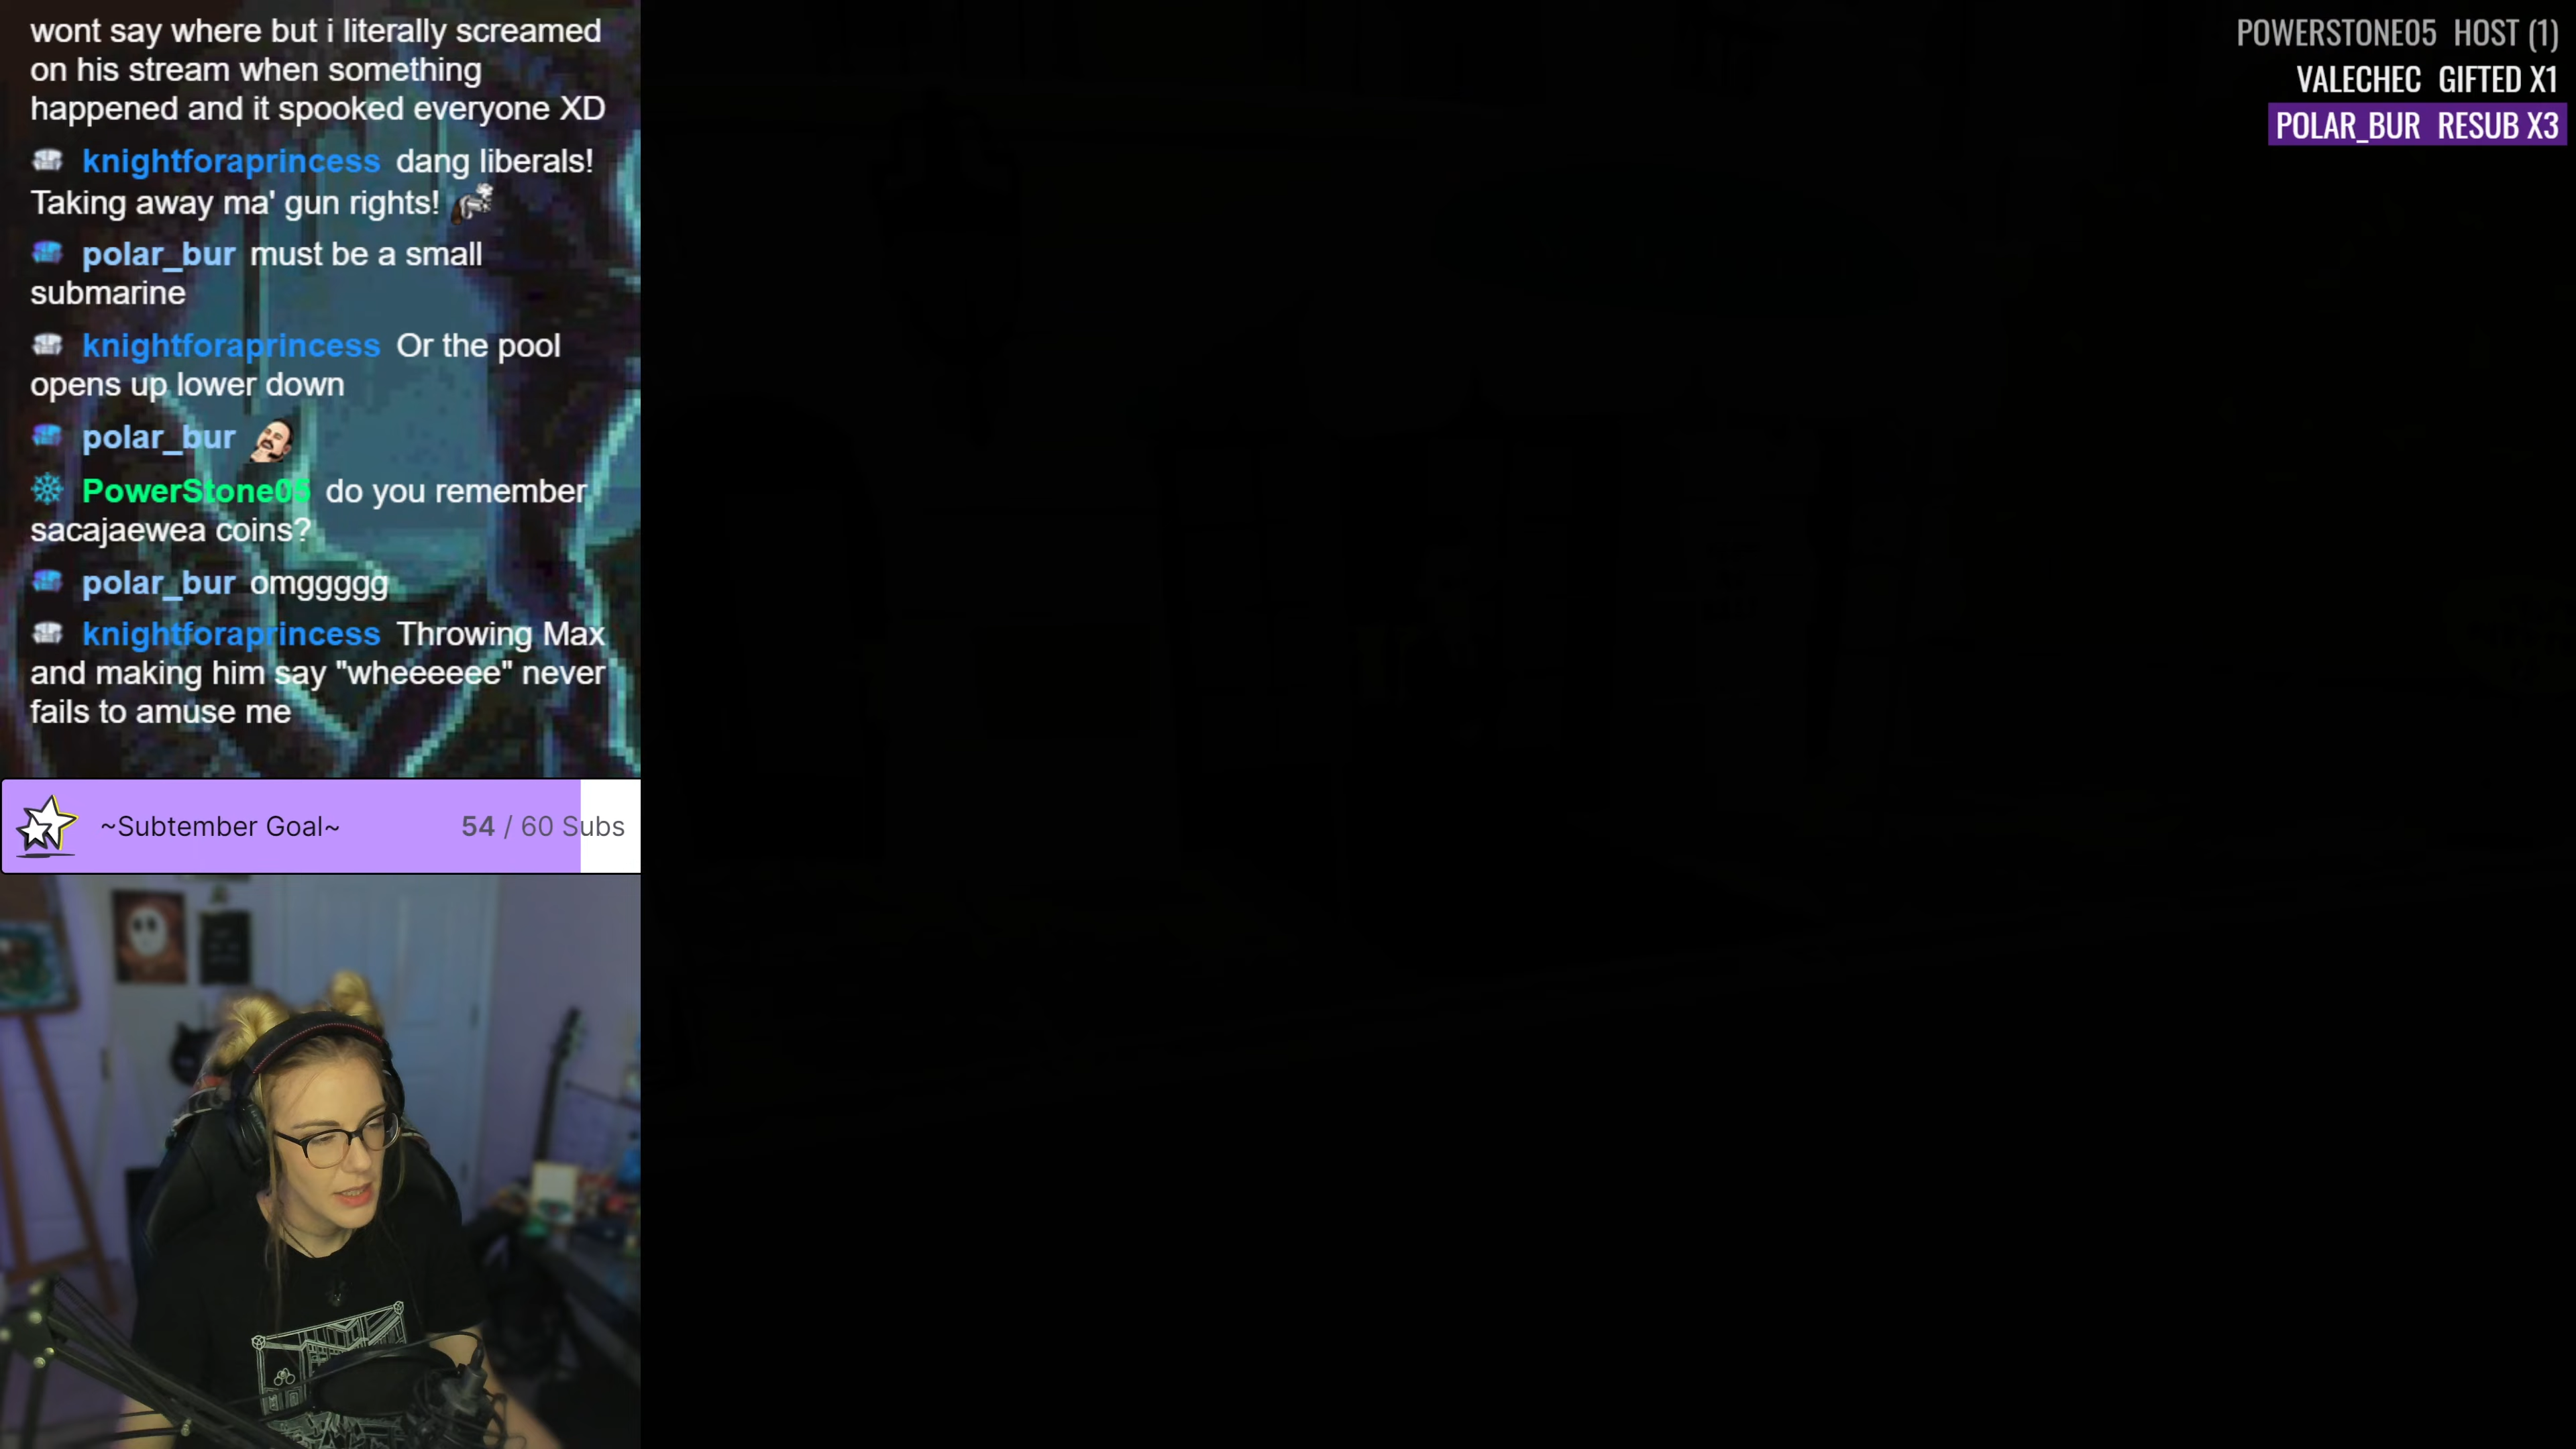 wont say where but i literally screamed
on his stream when something
happened and it spooked everyone XD
knightforaprincess dang liberals!
Taking away ma' gun rights!
polar_bur must be a small
submarine
knightforaprincess Or the pool
opens up lower down
polar_bur
PowerStone05 do you remember
sacajaewea coins?
polar_bur omggggg
knightforaprincess Throwing Max
and making him say "wheeeeee" never
fails to amuse me
~Subtember Goal~ 54 / 60 Subs
POWERSTONE05 HOST (1)
VALECHEC GIFTED X1
POLAR_BUR RESUB X3